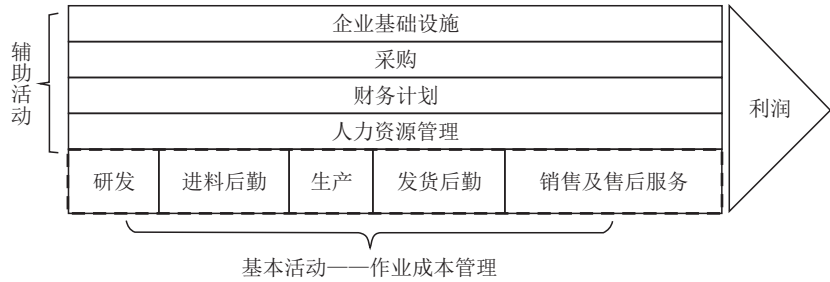 企业基础设施
采购
财务计划
人力资源管理
辅助活动
研发 进料后勤 生产 发货后勤 销售及售后服务
利润
基本活动——作业成本管理